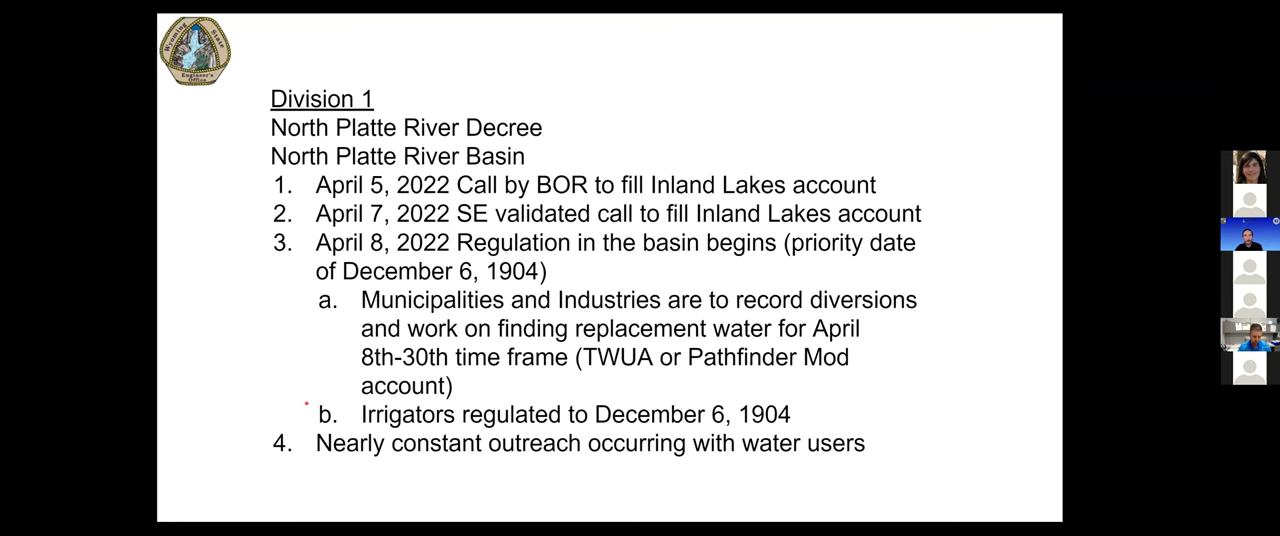 Wyoming State
Engineer's
Office
Division 1
North Platte River Decree
North Platte River Basin
1. April 5, 2022 Call by BOR to fill Inland Lakes account
2. April 7, 2022 SE validated call to fill Inland Lakes account
3. April 8, 2022 Regulation in the basin begins (priority date
of December 6, 1904)
a. Municipalities and Industries are to record diversions
and work on finding replacement water for April
8th-30th time frame (TWUA or Pathfinder Mod
account)
b. Irrigators regulated to December 6, 1904
4. Nearly constant outreach occurring with water users